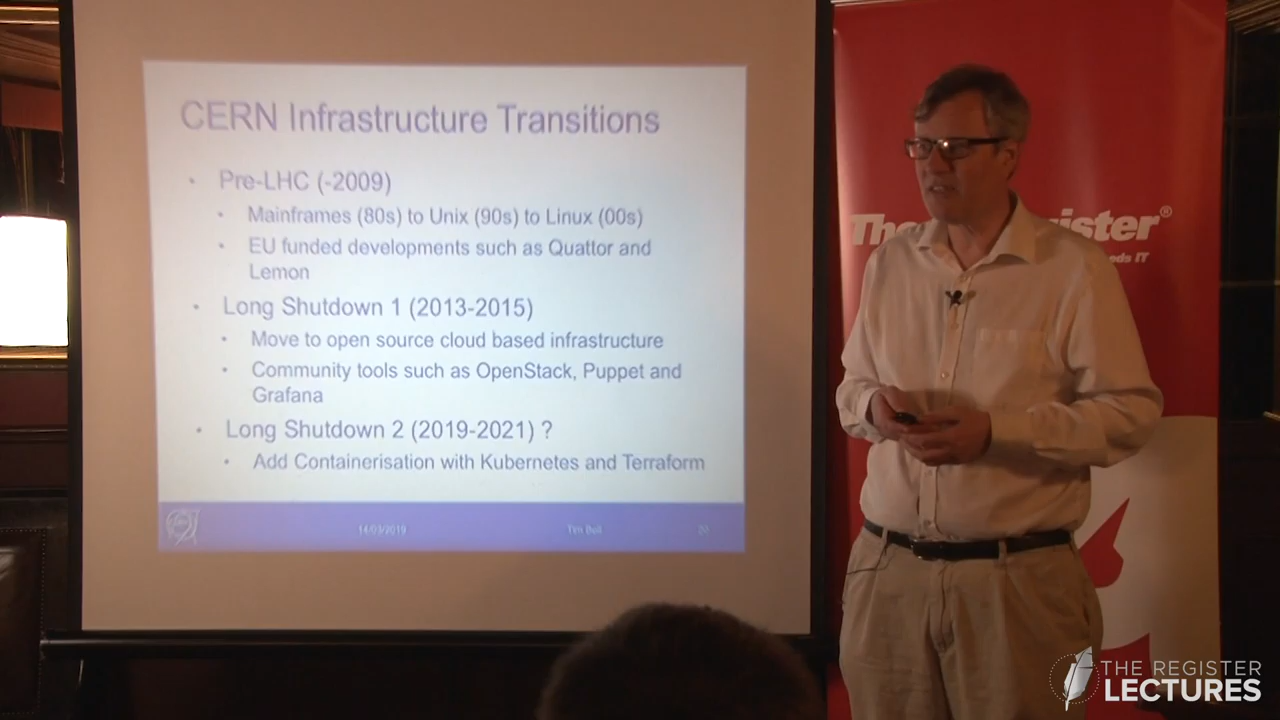 CERN Infrastructure Transitions
• Pre-LHC (-2009)
• Mainframes (80s) to Unix (90s) to Linux (00s)
• EU funded developments such as Quattor and
Lemon
• Long Shutdown 1 (2013-2015)
• Move to open source cloud based infrastructure
• Community tools such as OpenStack, Puppet and
Grafana
• Long Shutdown 2 (2019-2021) ?
• Add Containerisation with Kubernetes and Terraform
14/03/2019 Tim Bell 20
The ister®
ds IT
THE REGISTER
LECTURES